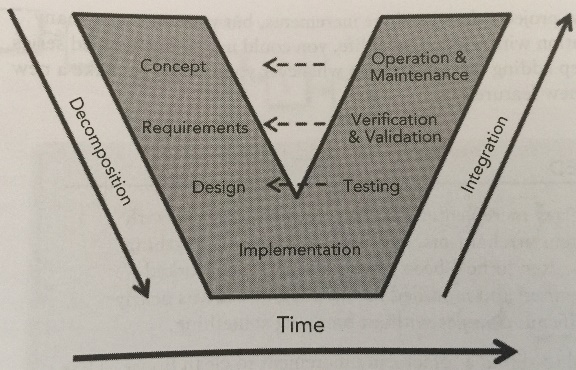 Concept
Operation &
Maintenance
Requirements
Verification
& Validation
Design
Testing
Implementation
Decomposition
Integration
Time